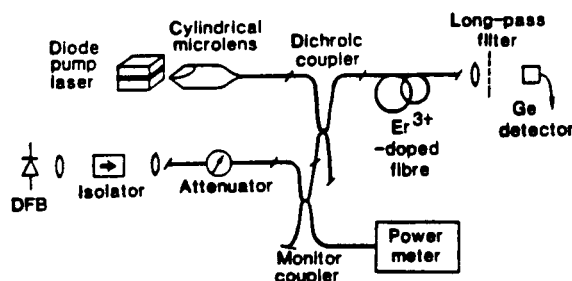 Diode
pump
laser
Cylindrical
microlens
Dichroic
coupler
Long-pass
filter
Er3+
-doped
fibre
Ge
detector
DFB
Isolator
Attenuator
Monitor
coupler
Power
meter